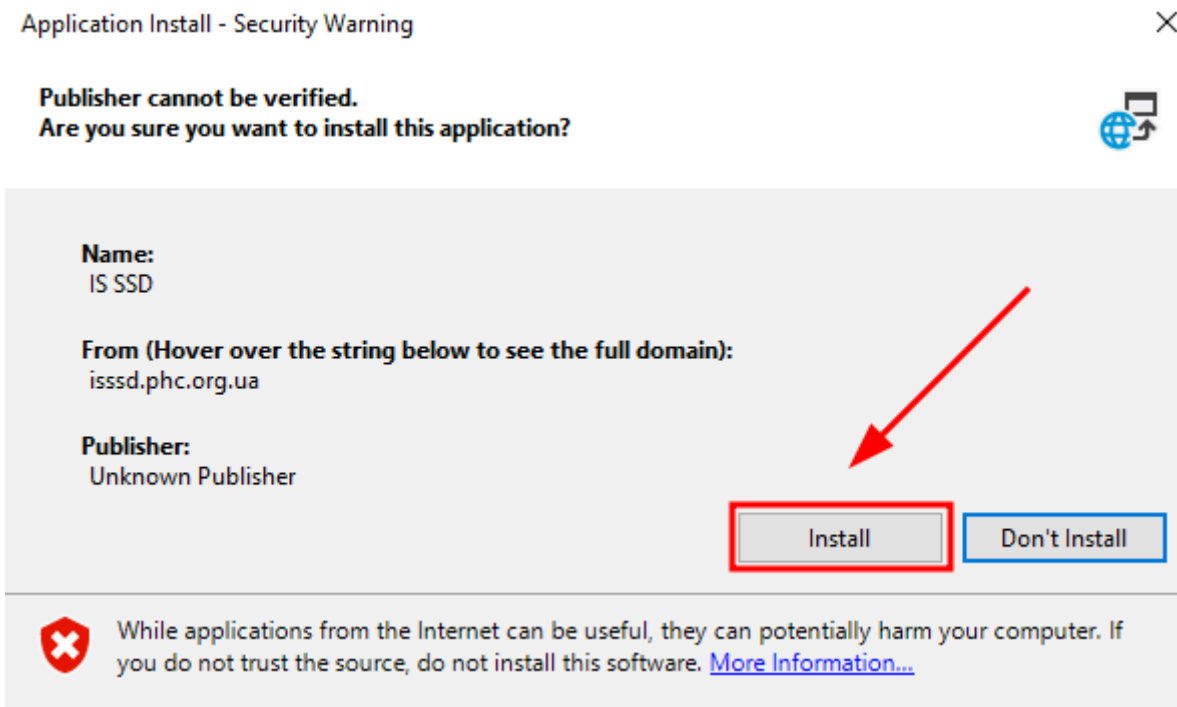 Application Install - Security Warning
Publisher cannot be verified.
Are you sure you want to install this application?
Name:
IS SSD
From (Hover over the string below to see the full domain):
isssd.phc.org.ua
Publisher:
Unknown Publisher
Install
Don't Install
While applications from the Internet can be useful, they can potentially harm your computer. If
you do not trust the source, do not install this software. More Information...